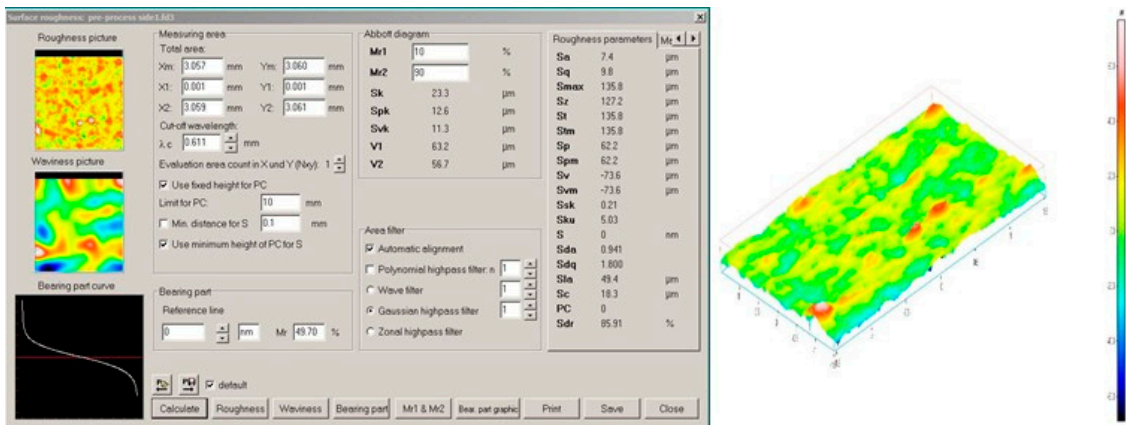 Surface roughness: pre-process side1.fd3
Roughness picture
Waviness picture
Bearing part curve
Measuring area
Total area:
Xm: 3.057 mm Ym: 3.060 mm
X1: 0.001 mm Y1: 0.001 mm
X2: 3.059 mm Y2: 3.061 mm
Cut-off wavelength:
λ c 0.611 mm
Evaluation area count in X und Y (Nxy): 1
Use fixed height for PC
Limit for PC: 10 mm
Min. distance for S 0.1 mm
Use minimum height of PC for S
Bearing part
Reference line
0 nm Mr 49.70 %
Abbott diagram
Mr1 10 %
Mr2 90 %
Sk 23.3 µm
Spk 12.6 µm
Svk 11.3 µm
V1 63.2 µm
V2 56.7 µm
Area filter
Automatic alignment
Polynomial highpass filter: n 1
Wave filter 1
Gaussian highpass filter 1
Zonal highpass filter
Roughness parameters
Sa 7.4 µm
Sq 9.8 µm
Smax 135.8 µm
Sz 127.2 µm
St 135.8 µm
Stm 135.8 µm
Sp 62.2 µm
Spm 62.2 µm
Sv -73.6 µm
Svm -73.6 µm
Ssk 0.21
Sku 5.03
S 0 nm
Sda 0.941
Sdq 1.800
Sla 49.4 µm
Sc 18.3 µm
PC 0
Sdr 85.91 %
default
Calculate Roughness Waviness Bearing part Mr1 & Mr2 Bear. part graphic Print Save Close